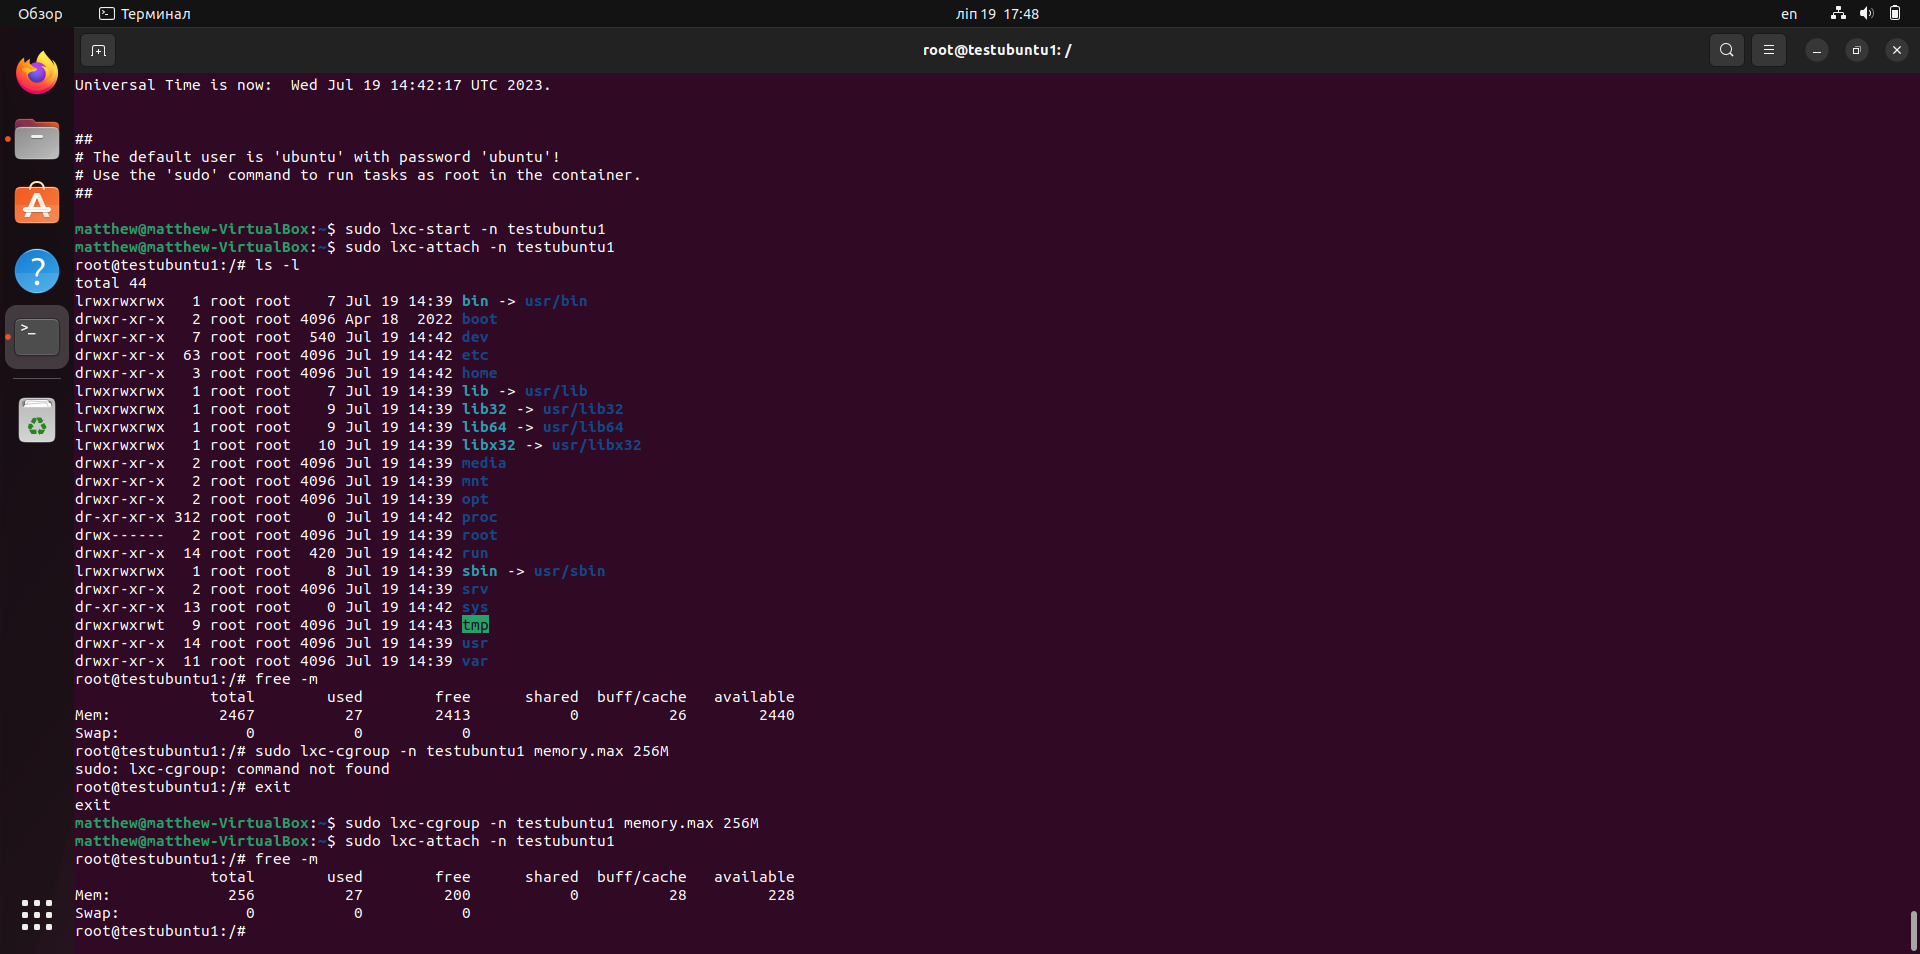 Обзор Терминал ліп 19 17:48 en
root@testubuntu1: /
Universal Time is now:  Wed Jul 19 14:42:17 UTC 2023.
##
# The default user is 'ubuntu' with password 'ubuntu'!
# Use the 'sudo' command to run tasks as root in the container.
##
matthew@matthew-VirtualBox:~$ sudo lxc-start -n testubuntu1
matthew@matthew-VirtualBox:~$ sudo lxc-attach -n testubuntu1
root@testubuntu1:/# ls -l
total 44
lrwxrwxrwx   1 root root    7 Jul 19 14:39 bin -> usr/bin
drwxr-xr-x   2 root root 4096 Apr 18  2022 boot
drwxr-xr-x   7 root root  540 Jul 19 14:42 dev
drwxr-xr-x  63 root root 4096 Jul 19 14:42 etc
drwxr-xr-x   3 root root 4096 Jul 19 14:42 home
lrwxrwxrwx   1 root root    7 Jul 19 14:39 lib -> usr/lib
lrwxrwxrwx   1 root root    9 Jul 19 14:39 lib32 -> usr/lib32
lrwxrwxrwx   1 root root    9 Jul 19 14:39 lib64 -> usr/lib64
lrwxrwxrwx   1 root root   10 Jul 19 14:39 libx32 -> usr/libx32
drwxr-xr-x   2 root root 4096 Jul 19 14:39 media
drwxr-xr-x   2 root root 4096 Jul 19 14:39 mnt
drwxr-xr-x   2 root root 4096 Jul 19 14:39 opt
dr-xr-xr-x 312 root root    0 Jul 19 14:42 proc
drwx------   2 root root 4096 Jul 19 14:39 root
drwxr-xr-x  14 root root  420 Jul 19 14:42 run
lrwxrwxrwx   1 root root    8 Jul 19 14:39 sbin -> usr/sbin
drwxr-xr-x   2 root root 4096 Jul 19 14:39 srv
dr-xr-xr-x  13 root root    0 Jul 19 14:42 sys
drwxrwxrwt   9 root root 4096 Jul 19 14:43 tmp
drwxr-xr-x  14 root root 4096 Jul 19 14:39 usr
drwxr-xr-x  11 root root 4096 Jul 19 14:39 var
root@testubuntu1:/# free -m
               total        used        free      shared  buff/cache   available
Mem:            2467          27        2413           0          26        2440
Swap:              0           0           0
root@testubuntu1:/# sudo lxc-cgroup -n testubuntu1 memory.max 256M
sudo: lxc-cgroup: command not found
root@testubuntu1:/# exit
exit
matthew@matthew-VirtualBox:~$ sudo lxc-cgroup -n testubuntu1 memory.max 256M
matthew@matthew-VirtualBox:~$ sudo lxc-attach -n testubuntu1
root@testubuntu1:/# free -m
               total        used        free      shared  buff/cache   available
Mem:             256          27         200           0          28         228
Swap:              0           0           0
root@testubuntu1:/#